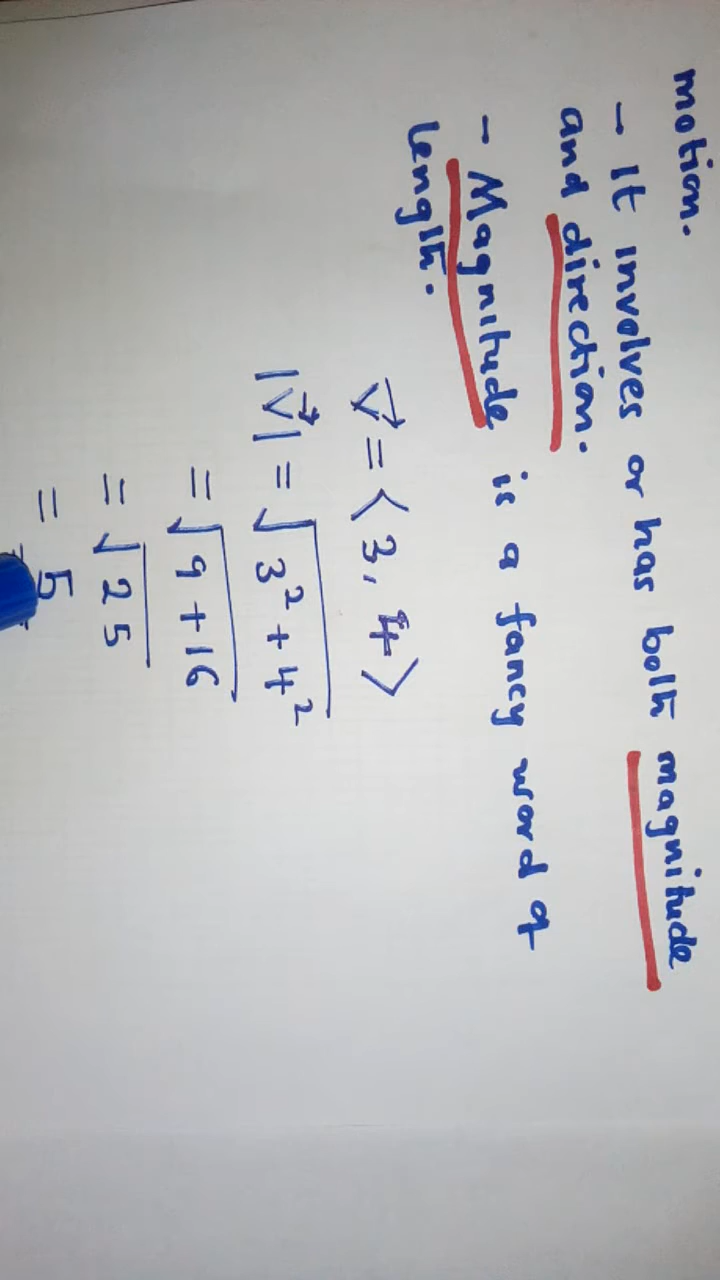 motion.
- It involves or has both magnitude
and direction.
- Magnitude is a fancy word of
length.
v⃗ = ⟨3, 4⟩
|v⃗| = √3² + 4²
= √9 + 16
= √25
= 5